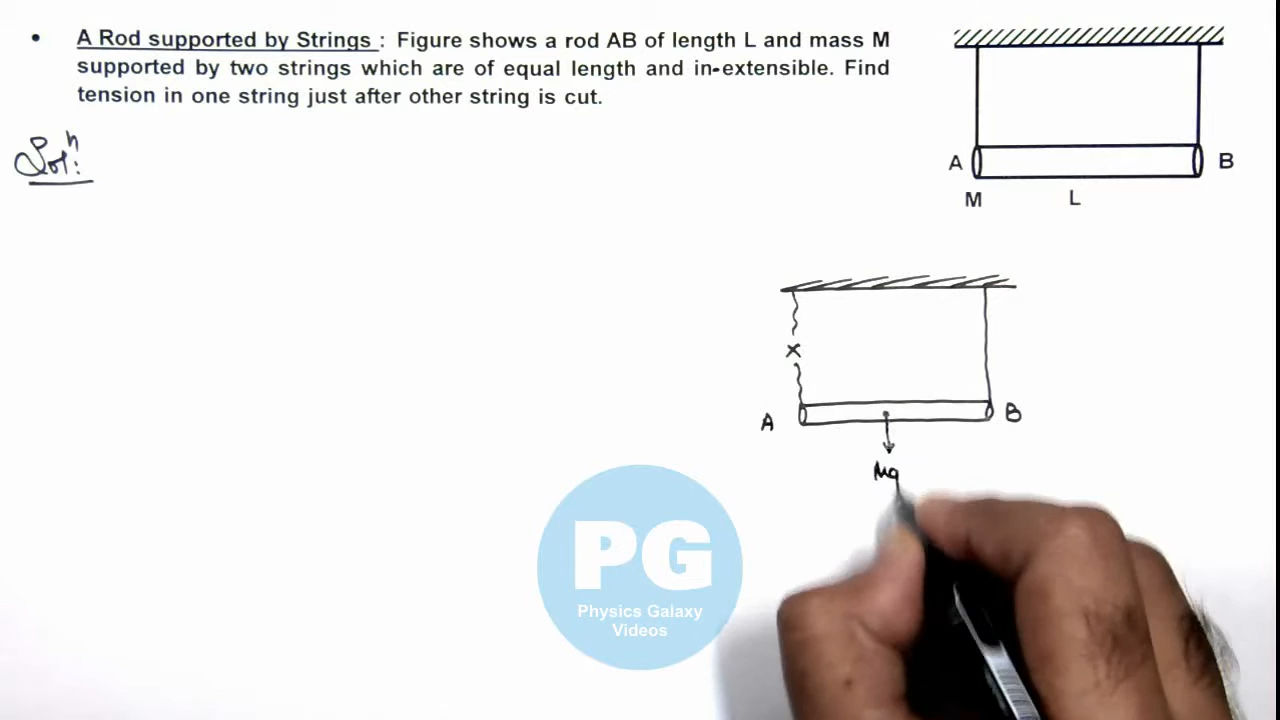 • A Rod supported by Strings : Figure shows a rod AB of length L and mass M
supported by two strings which are of equal length and in-extensible. Find
tension in one string just after other string is cut.
Solⁿ:
A
B
M
L
x
A
B
Mg
PG
Physics Galaxy
Videos